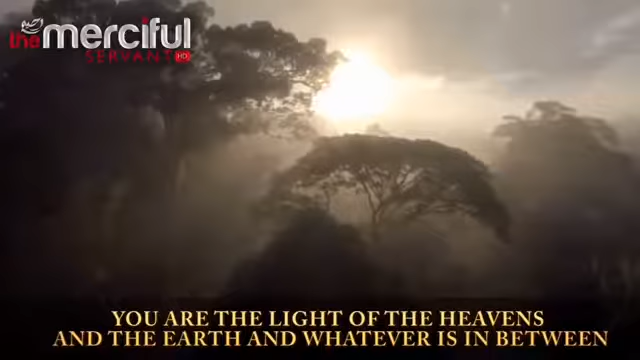 the merciful
SERVANT HD
YOU ARE THE LIGHT OF THE HEAVENS
AND THE EARTH AND WHATEVER IS IN BETWEEN